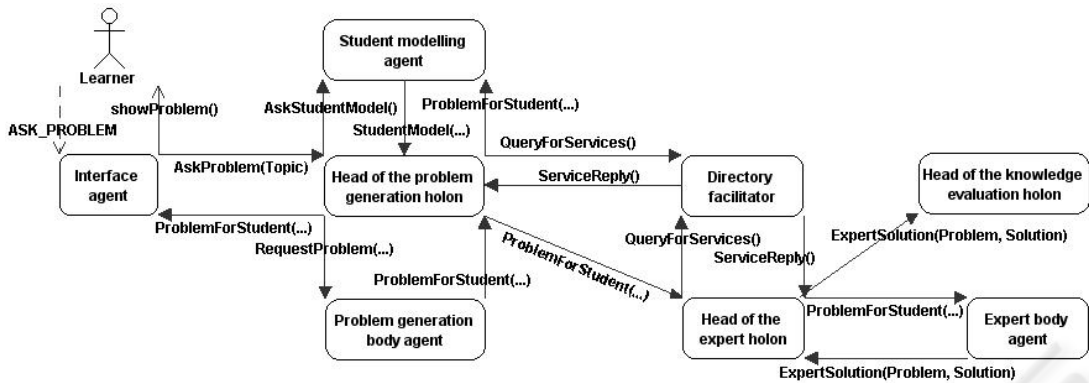 Student modelling
agent
Learner
showProblem()
AskStudentModel()
ProblemForStudent(...)
ASK_PROBLEM
StudentModel(...)
QueryForServices()
AskProblem(Topic)
Interface
agent
Head of the problem
generation holon
ServiceReply()
Directory
facilitator
Head of the knowledge
evaluation holon
ProblemForStudent(...)
RequestProblem(...)
ProblemForStudent(...)
QueryForServices()
ExpertSolution(Problem, Solution)
ServiceReply()
ProblemForStudent(...)
Problem generation
body agent
Head of the
expert holon
ProblemForStudent(...)
Expert body
agent
ExpertSolution(Problem, Solution)